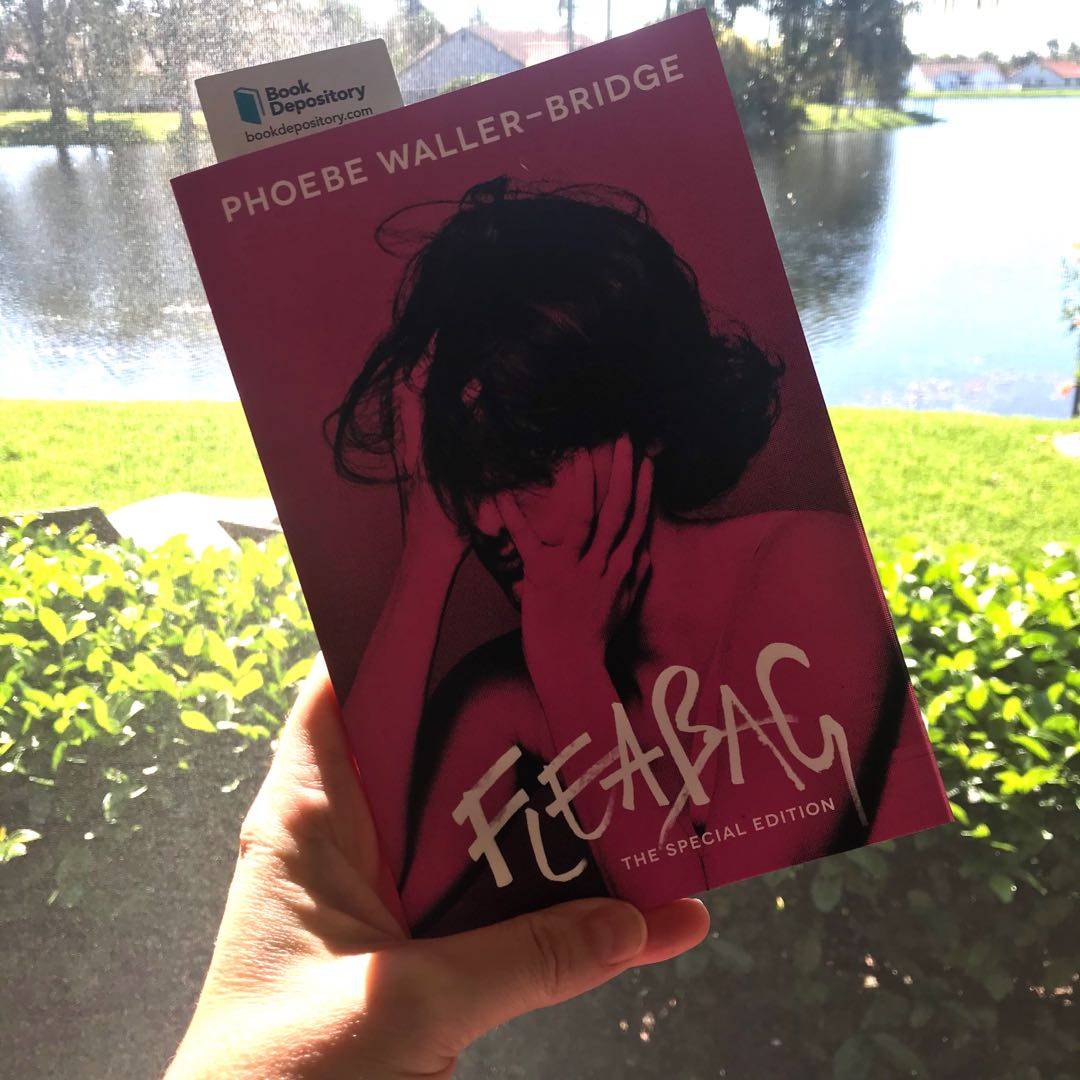 Book
Depository
bookdepository.com
PHOEBE WALLER-BRIDGE
FLEABAG
THE SPECIAL EDITION